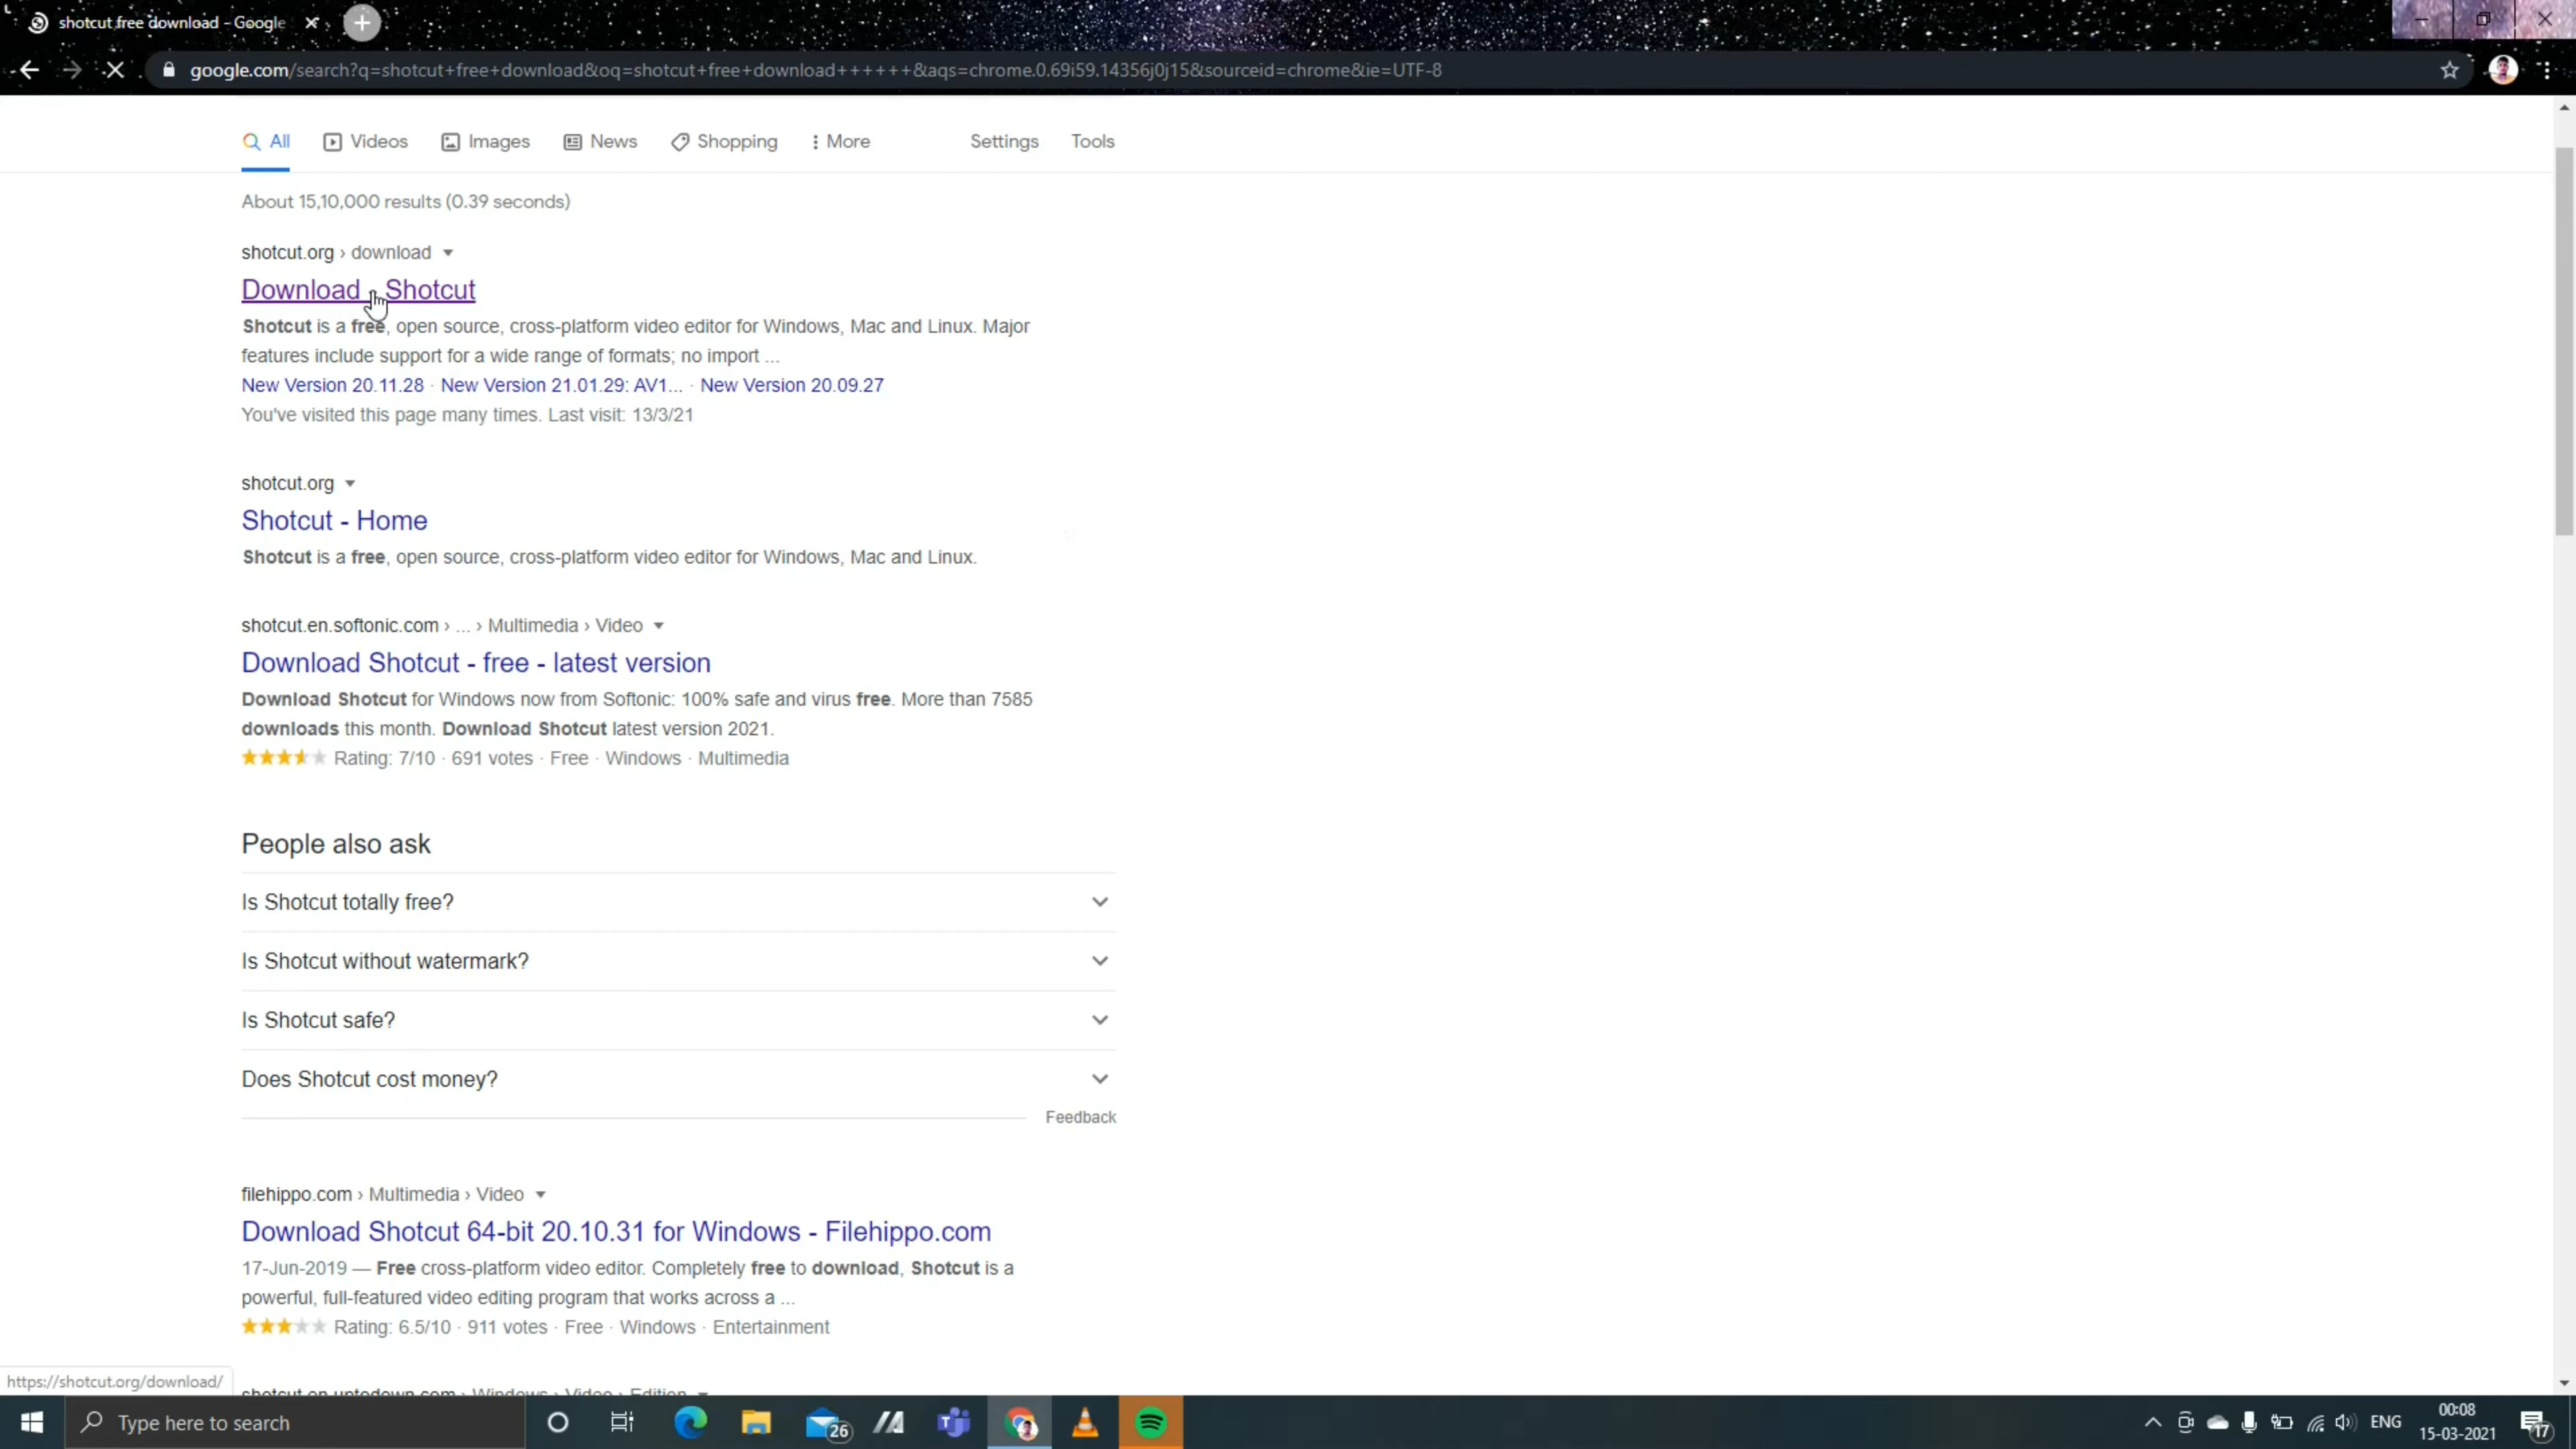 shotcut free download - Google
google.com/search?q=shotcut+free+download&oq=shotcut+free+download++++++&aqs=chrome.0.69i59.14356j0j15&sourceid=chrome&ie=UTF-8
All Videos Images News Shopping More Settings Tools
About 15,10,000 results (0.39 seconds)
shotcut.org › download
Download - Shotcut
Shotcut is a free, open source, cross-platform video editor for Windows, Mac and Linux. Major
features include support for a wide range of formats; no import ...
New Version 20.11.28 · New Version 21.01.29: AV1... · New Version 20.09.27
You've visited this page many times. Last visit: 13/3/21
shotcut.org
Shotcut - Home
Shotcut is a free, open source, cross-platform video editor for Windows, Mac and Linux.
shotcut.en.softonic.com › ... › Multimedia › Video
Download Shotcut - free - latest version
Download Shotcut for Windows now from Softonic: 100% safe and virus free. More than 7585
downloads this month. Download Shotcut latest version 2021.
Rating: 7/10 · 691 votes · Free · Windows · Multimedia
People also ask
Is Shotcut totally free?
Is Shotcut without watermark?
Is Shotcut safe?
Does Shotcut cost money?
Feedback
filehippo.com › Multimedia › Video
Download Shotcut 64-bit 20.10.31 for Windows - Filehippo.com
17-Jun-2019 — Free cross-platform video editor. Completely free to download, Shotcut is a
powerful, full-featured video editing program that works across a ...
Rating: 6.5/10 · 911 votes · Free · Windows · Entertainment
https://shotcut.org/download/
shotcut.en.uptodown.com › Windows › Video › Edition
Type here to search
26
ENG
00:08
15-03-2021
17